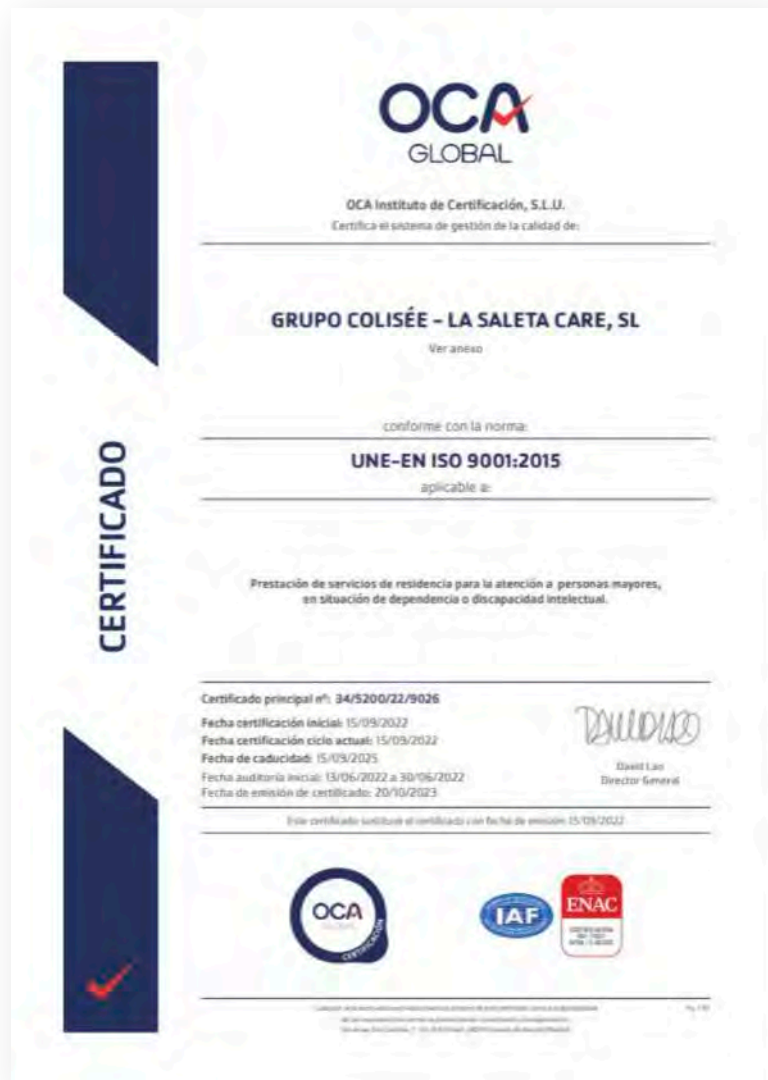 OCA
GLOBAL
OCA Instituto de Certificación, S.L.U.
Certifica el sistema de gestión de la calidad de:
GRUPO COLISÉE – LA SALETA CARE, SL
Ver anexo
conforme con la norma:
UNE-EN ISO 9001:2015
aplicable a:
CERTIFICADO
Prestación de servicios de residencia para la atención a personas mayores,
en situación de dependencia o discapacidad intelectual.
Certificado principal nº: 34/5200/22/9026
Fecha certificación inicial: 15/09/2022
Fecha certificación ciclo actual: 15/09/2022
Fecha de caducidad: 15/09/2025
Fecha auditoría inicial: 13/06/2022 a 30/06/2022
Fecha de emisión de certificado: 20/10/2023
David Lao
Director General
Este certificado sustituye al certificado con fecha de emisión 15/09/2022
OCA
GLOBAL
CERTIFICACIÓN
IAF
ENAC